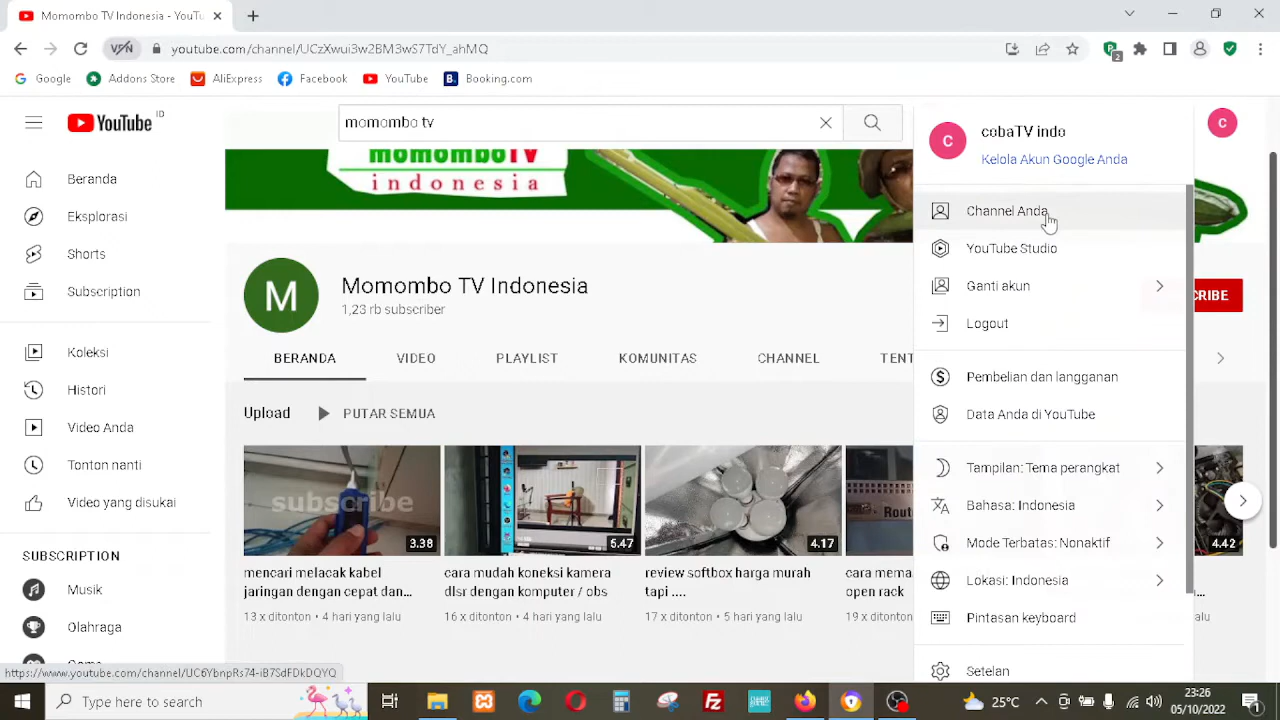 Momombo TV Indonesia - YouTu
VPN
youtube.com/channel/UCzXwui3w2BM3wS7TdY_ahMQ
2
Google
Addons Store
AliExpress
Facebook
YouTube
B.
Booking.com
YouTube ID
momombo tv
C
Beranda
Eksplorasi
Shorts
Subscription
Koleksi
Histori
Video Anda
Tonton nanti
Video yang disukai
SUBSCRIPTION
Musik
Olahraga
momomboTV
indonesia
M
Momombo TV Indonesia
1,23 rb subscriber
CRIBE
BERANDA
VIDEO
PLAYLIST
KOMUNITAS
CHANNEL
TENT
Upload
PUTAR SEMUA
subscribe
3.38
6.47
4.17
4.42
mencari melacak kabel
jaringan dengan cepat dan...
13 x ditonton • 4 hari yang lalu
cara mudah koneksi kamera
dlsr dengan komputer / obs
16 x ditonton • 4 hari yang lalu
review softbox harga murah
tapi ....
17 x ditonton • 5 hari yang lalu
cara mema
open rack
19 x ditonton
lalu
C
cobaTV indo
Kelola Akun Google Anda
Channel Anda
YouTube Studio
Ganti akun
Logout
Pembelian dan langganan
Data Anda di YouTube
Tampilan: Tema perangkat
Bahasa: Indonesia
Mode Terbatas: Nonaktif
Lokasi: Indonesia
Pintasan keyboard
Setelan
https://www.youtube.com/channel/UC6YbnpRs74-iB7SdFDkDQYQ
Type here to search
25°C
23:26
05/10/2022
1